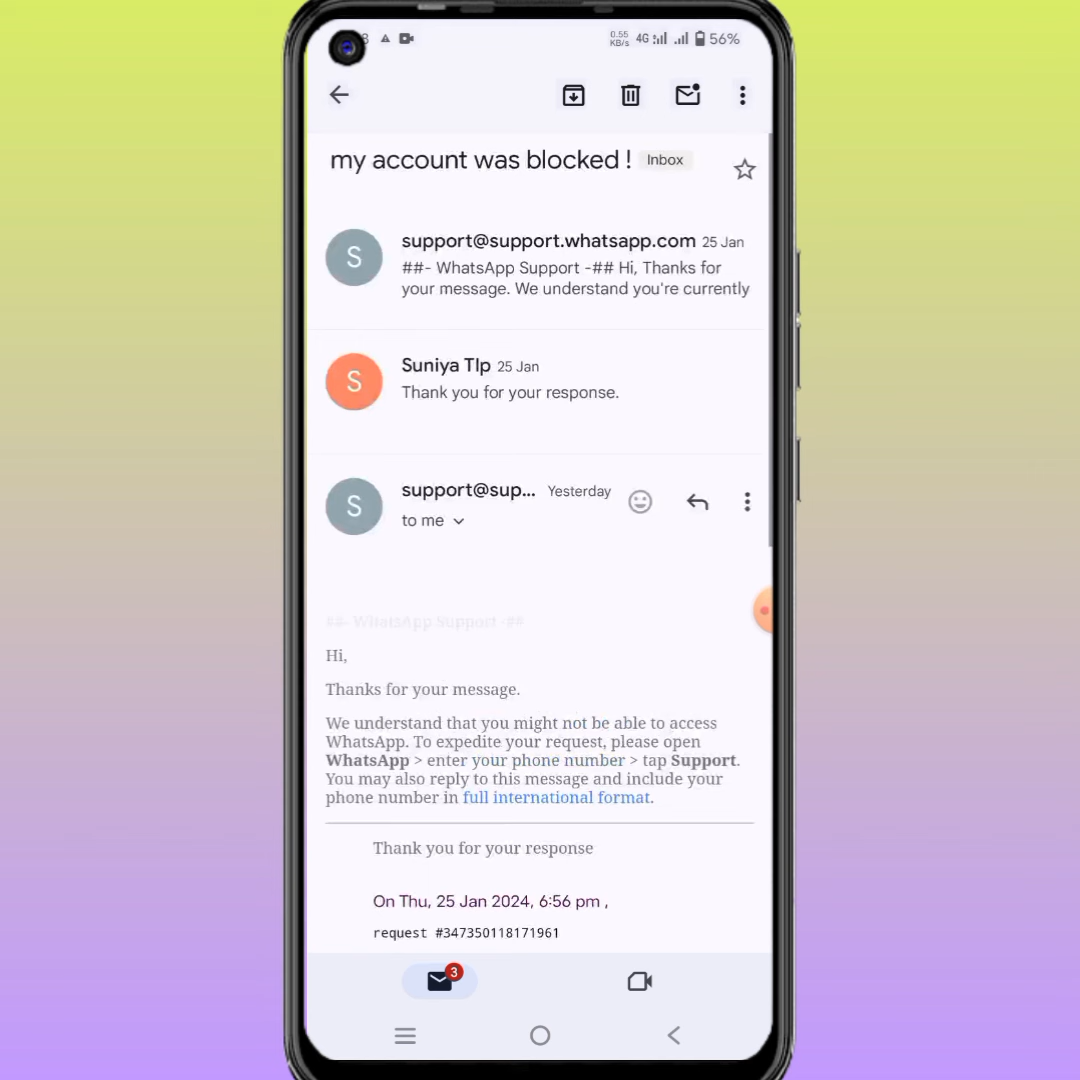 0.55
KB/s 4G 56%
my account was blocked ! Inbox
S
support@support.whatsapp.com 25 Jan
##- WhatsApp Support -## Hi, Thanks for
your message. We understand you're currently
S
Suniya Tlp 25 Jan
Thank you for your response.
S
support@sup... Yesterday
to me
##- WhatsApp Support -##
Hi,
Thanks for your message.
We understand that you might not be able to access
WhatsApp. To expedite your request, please open
WhatsApp > enter your phone number > tap Support.
You may also reply to this message and include your
phone number in full international format.
Thank you for your response
On Thu, 25 Jan 2024, 6:56 pm ,
request #347350118171961
3